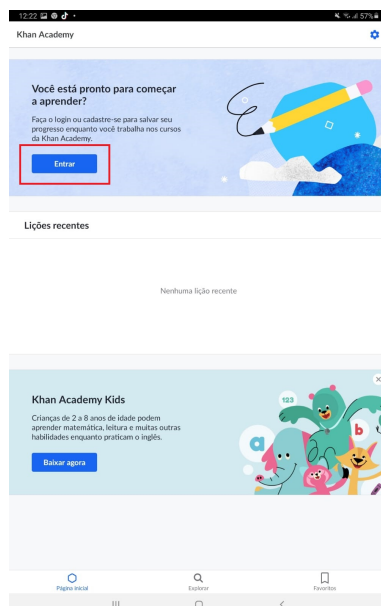 12:22
57%
Khan Academy
Você está pronto para começar
a aprender?
Faça o login ou cadastre-se para salvar seu
progresso enquanto você trabalha nos cursos
da Khan Academy.
Entrar
Lições recentes
Nenhuma lição recente
Khan Academy Kids
Crianças de 2 a 8 anos de idade podem
aprender matemática, leitura e muitas outras
habilidades enquanto praticam o inglês.
Baixar agora
123
a
b
Página Inicial
Explorar
Favoritos